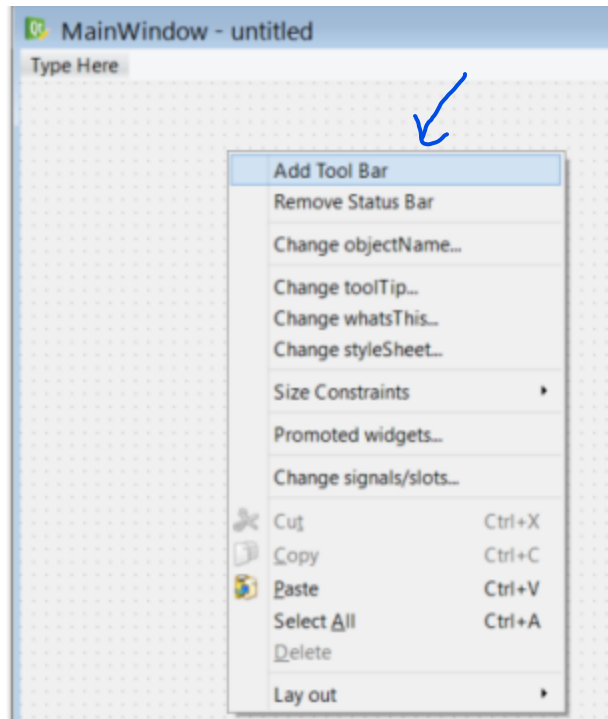 MainWindow - untitled
Type Here
Add Tool Bar
Remove Status Bar
Change objectName...
Change toolTip...
Change whatsThis...
Change styleSheet...
Size Constraints
Promoted widgets...
Change signals/slots...
Cut Ctrl+X
Copy Ctrl+C
Paste Ctrl+V
Select All Ctrl+A
Delete
Lay out